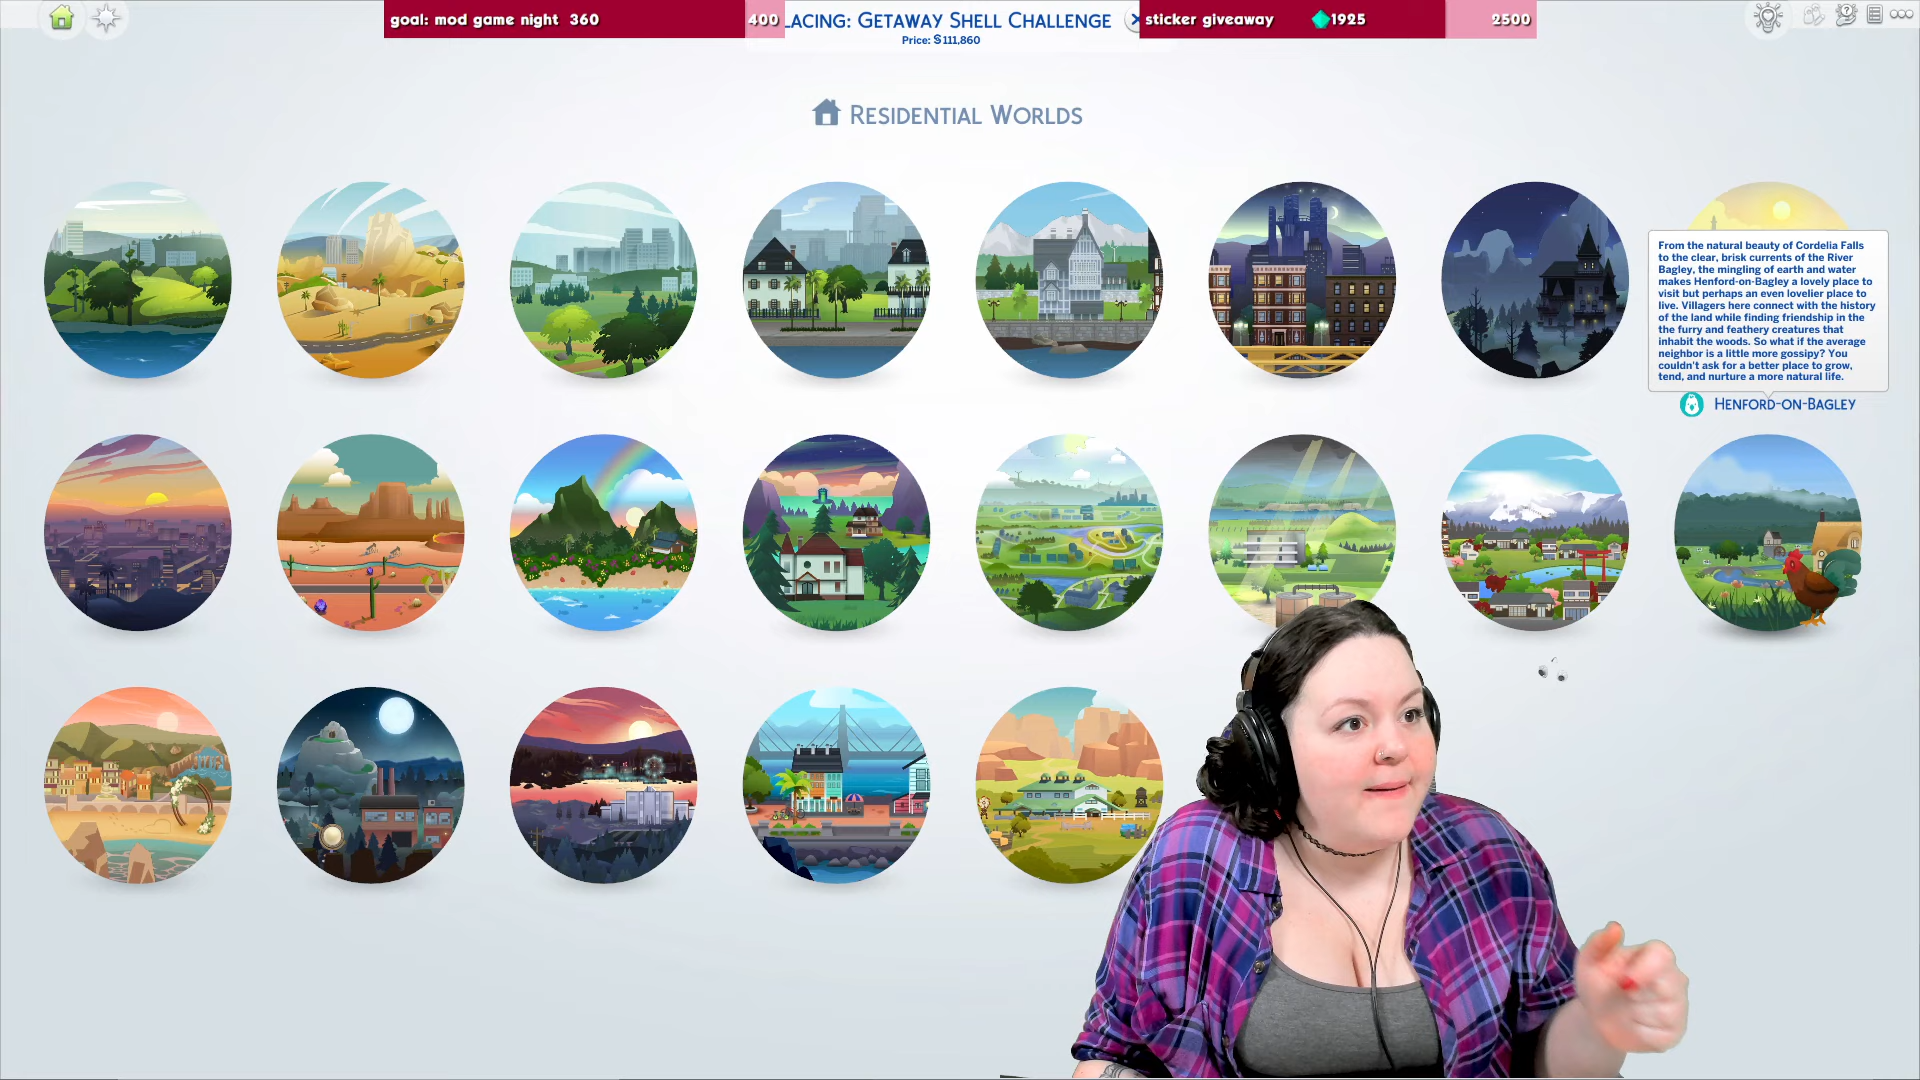 goal: mod game night 360
400
LACING: GETAWAY SHELL CHALLENGE
Price: §111,860
sticker giveaway
1925
2500
RESIDENTIAL WORLDS
From the natural beauty of Cordelia Falls
to the clear, brisk currents of the River
Bagley, the mingling of earth and water
makes Henford-on-Bagley a lovely place to
visit but perhaps an even lovelier place to
live. Villagers here connect with the history
of the land while finding friendship in the
the furry and feathery creatures that
inhabit the woods. So what if the average
neighbor is a little more gossipy? You
couldn't ask for a better place to grow,
tend, and nurture a more natural life.
HENFORD-ON-BAGLEY